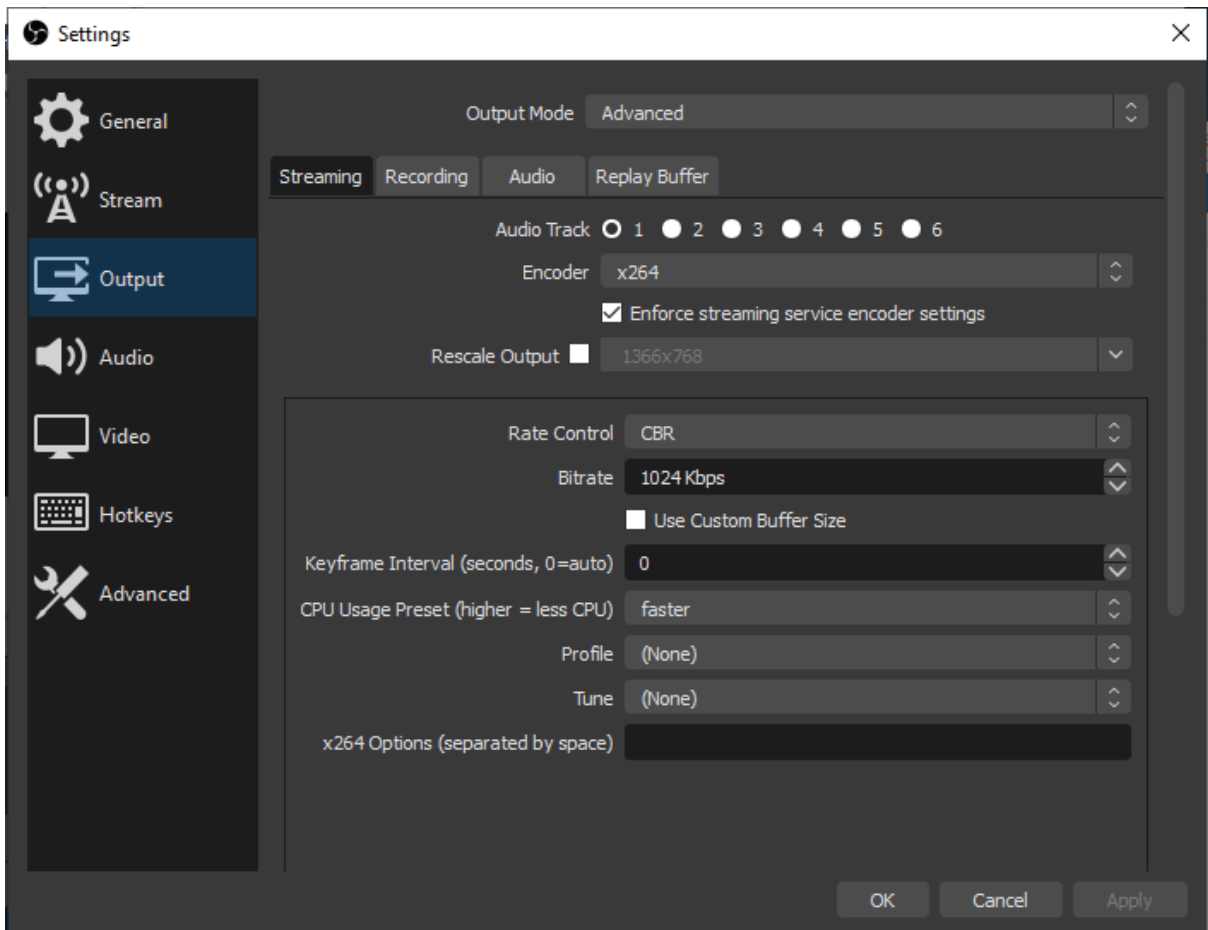 Settings
General
Stream
Output
Audio
Video
Hotkeys
Advanced
Output Mode Advanced
Streaming Recording Audio Replay Buffer
Audio Track 1 2 3 4 5 6
Encoder x264
Enforce streaming service encoder settings
Rescale Output 1366x768
Rate Control CBR
Bitrate 1024 Kbps
Use Custom Buffer Size
Keyframe Interval (seconds, 0=auto) 0
CPU Usage Preset (higher = less CPU) faster
Profile (None)
Tune (None)
x264 Options (separated by space)
OK Cancel Apply